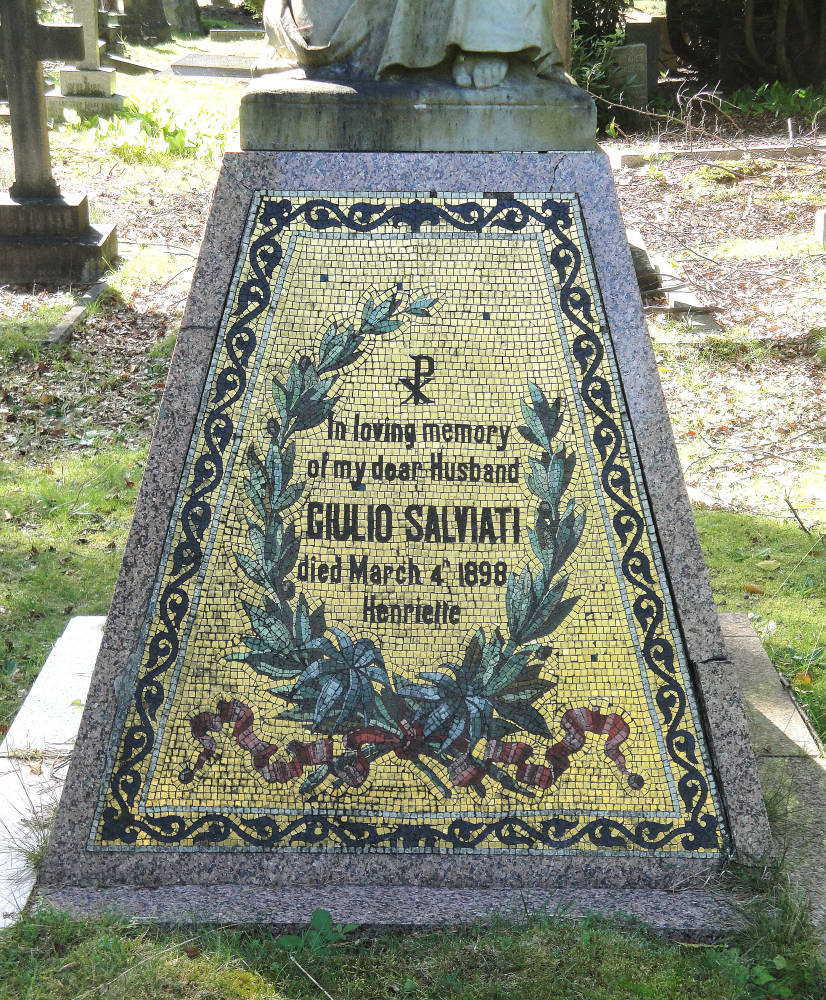 In loving memory
of my dear Husband
GIULIO SALVIATI
died March 4th 1898
Henriette